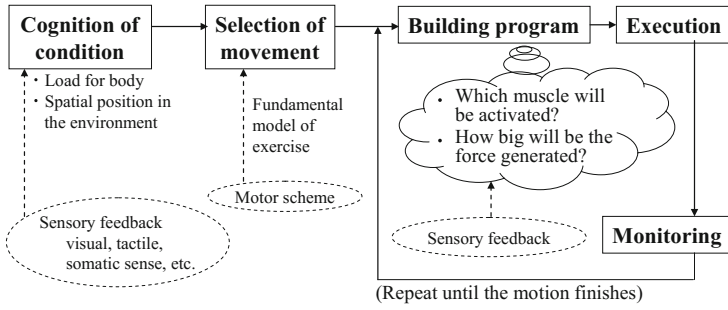 Cognition of
condition
Selection of
movement
Building program
Execution
・ Load for body
・ Spatial position in
the environment
Fundamental
model of
exercise
• Which muscle will
be activated?
• How big will be the
force generated?
Motor scheme
Sensory feedback
visual, tactile,
somatic sense, etc.
Sensory feedback
Monitoring
(Repeat until the motion finishes)